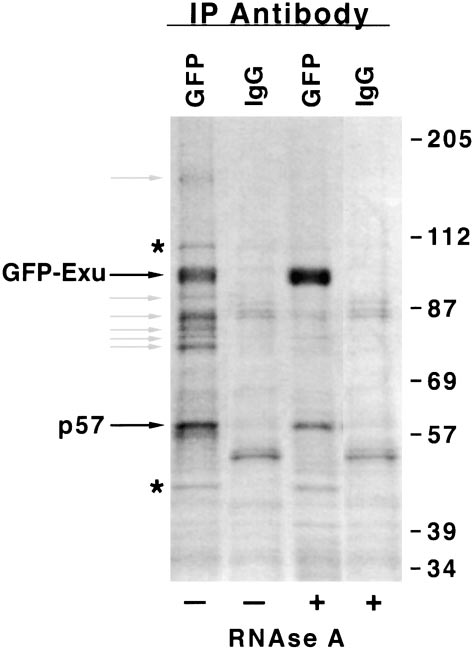 IP Antibody
GFP IgG GFP IgG
205
*
112
GFP-Exu
87
69
p57
57
*
39
34
– – + +
RNAse A